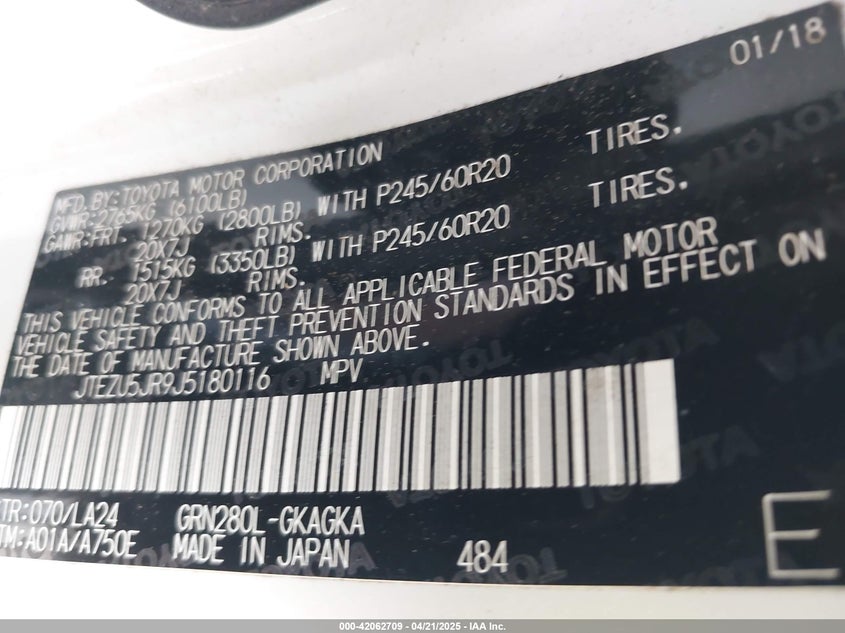 01/18
MFD.BY:TOYOTA MOTOR CORPORATION
GVWR:2765KG (6100LB)
GAWR:FRT. 1270KG (2800LB) WITH P245/60R20 TIRES.
20X7J RIMS.
RR. 1515KG (3350LB) WITH P245/60R20 TIRES.
20X7J RIMS.
THIS VEHICLE CONFORMS TO ALL APPLICABLE FEDERAL MOTOR
VEHICLE SAFETY AND THEFT PREVENTION STANDARDS IN EFFECT ON
THE DATE OF MANUFACTURE SHOWN ABOVE.
JTEZU5JR9J5180116 MPV
TR:070/LA24 GRN280L-GKAGKA
TM:A01A/A750E MADE IN JAPAN 484
E
000-42062709 - 04/21/2025 - IAA Inc.